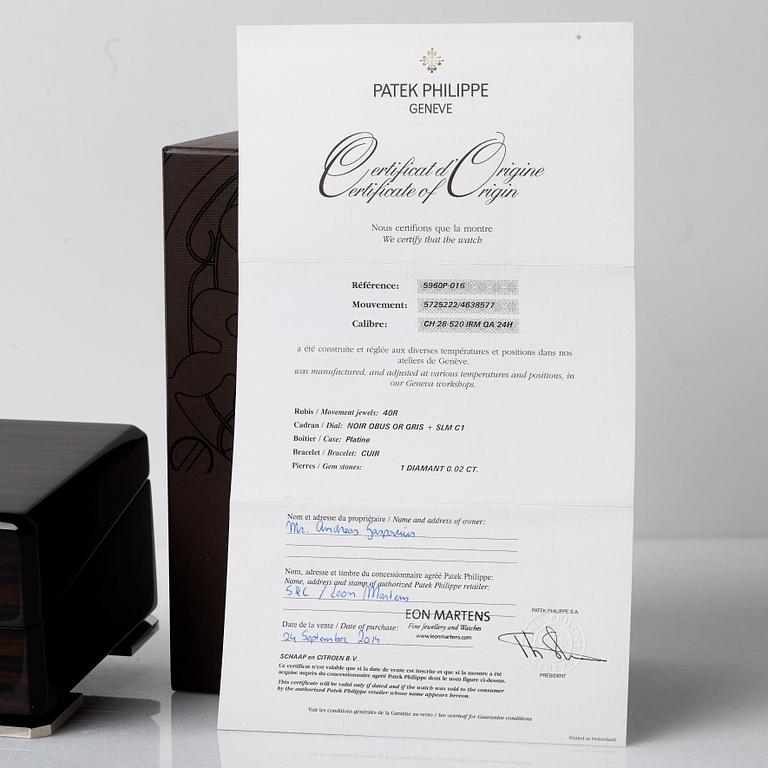 PATEK PHILIPPE
GENEVE
Certificat d'Origine
Certificate of Origin
Nous certifions que la montre
We certify that the watch
Référence: 5960P-016
Mouvement: 5725222/4638577
Calibre: CH 28-520 IRM QA 24H
a été construite et réglée aux diverses températures et positions dans nos
ateliers de Genève.
was manufactured, and adjusted at various temperatures and positions, in
our Geneva workshops.
Rubis / Movement jewels: 40R
Cadran / Dial: NOIR OBUS OR GRIS + SLM C1
Boîtier / Case: Platine
Bracelet / Bracelet: CUIR
Pierres / Gem stones: 1 DIAMANT 0.02 CT.
Nom et adresse du propriétaire / Name and address of owner:
Mr. Andreas
Nom, adresse et timbre du concessionnaire agréé Patek Philippe:
Name, address and stamp of authorized Patek Philippe retailer:
S&C / Leon Martens
EON MARTENS
Fine Jewellery and Watches
www.leonmartens.com
PATEK PHILIPPE S.A.
PRESIDENT
Date de la vente / Date of purchase:
24 September 2014
SCHAAP en CITROEN B.V.
Ce certificat n'est valable que si la date de vente est inscrite et que si la montre a été
acquise auprès du concessionnaire agréé Patek Philippe dont le nom figure ci-dessus.
This certificate will be valid only if dated and if the watch was sold to the consumer
by the authorized Patek Philippe retailer whose name appears hereon.
Voir les conditions générales de la Garantie au verso / See overleaf for Guarantee conditions
Printed in Switzerland